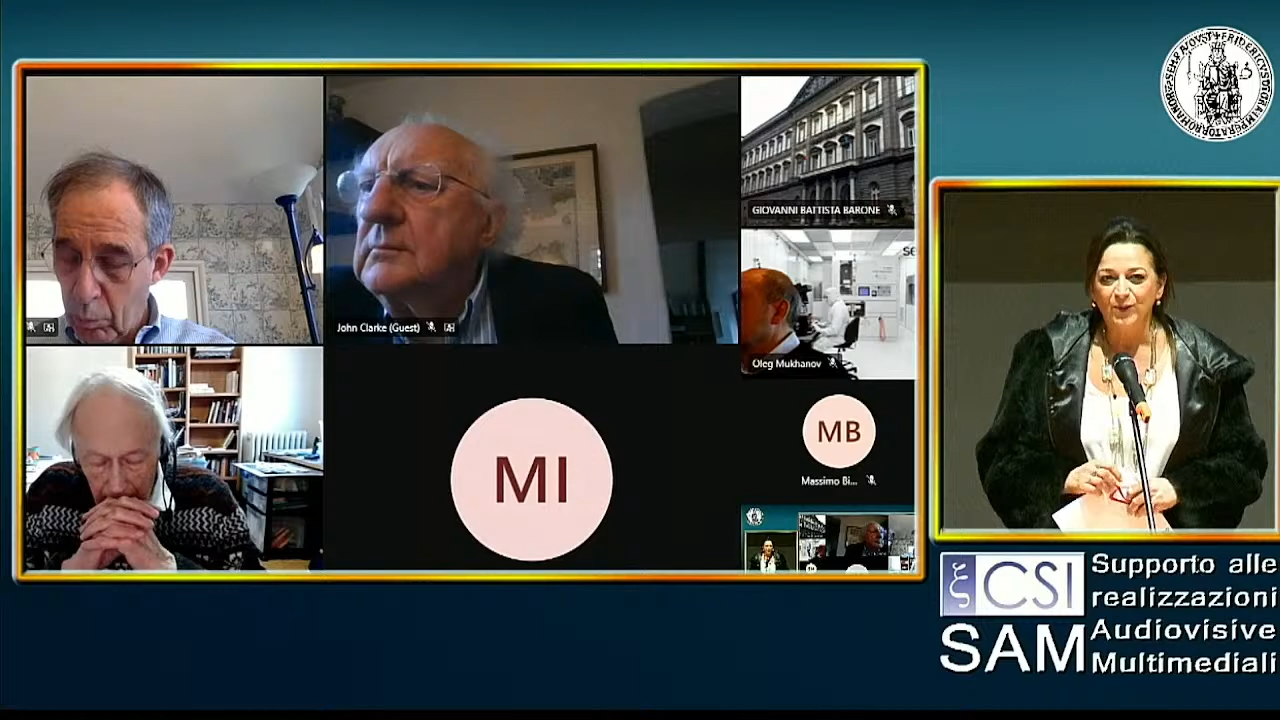 John Clarke (Guest)
GIOVANNI BATTISTA BARONE
se
Oleg Mukhanov
MI
MB
Massimo Bi...
CSI
SAM
Supporto alle
realizzazioni
Audiovisive
Multimediali